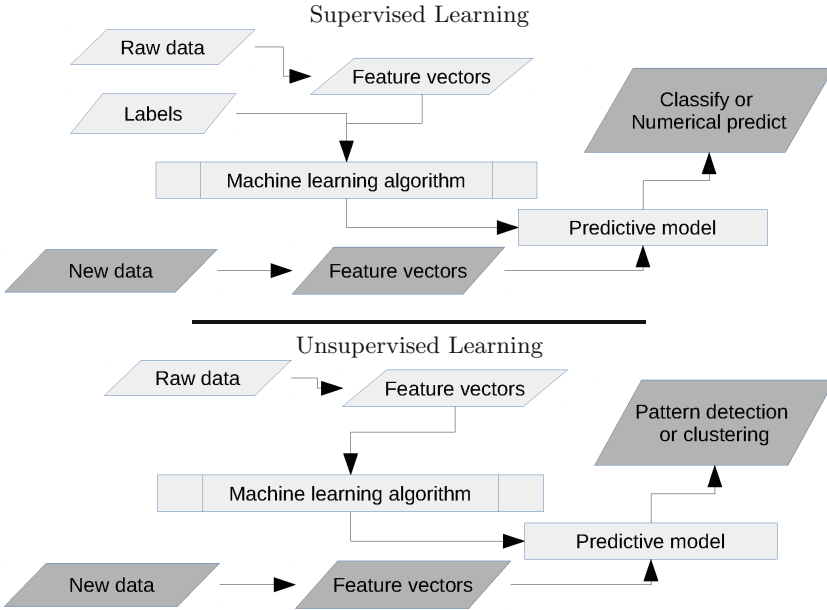 Supervised Learning
Raw data
Feature vectors
Labels
Classify or
Numerical predict
Machine learning algorithm
Predictive model
New data
Feature vectors
Unsupervised Learning
Raw data
Feature vectors
Pattern detection
or clustering
Machine learning algorithm
Predictive model
New data
Feature vectors